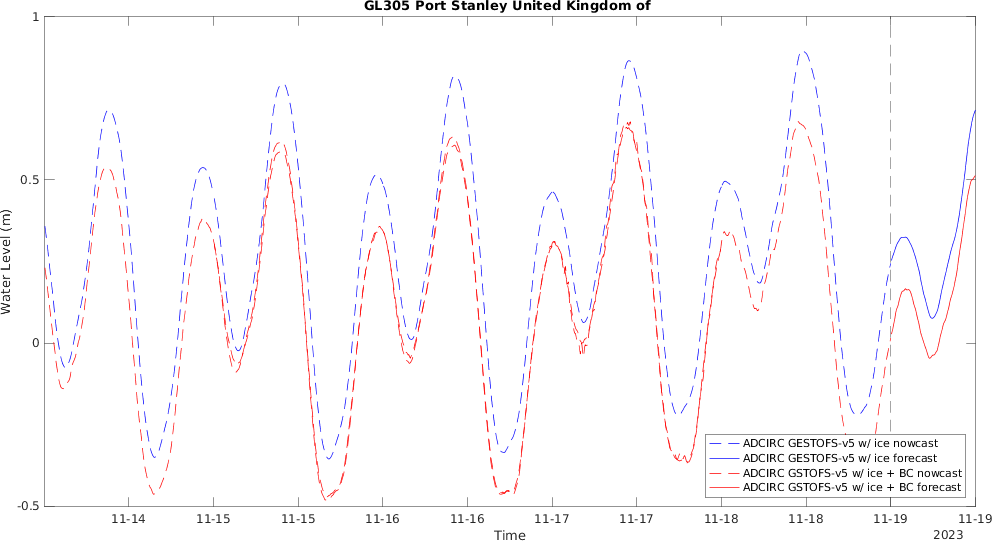 GL305 Port Stanley United Kingdom of
1
0.5
0
-0.5
Water Level (m)
ADCIRC GESTOFS-v5 w/ ice nowcast
ADCIRC GESTOFS-v5 w/ ice forecast
ADCIRC GSTOFS-v5 w/ ice + BC nowcast
ADCIRC GSTOFS-v5 w/ ice + BC forecast
11-14 11-15 11-15 11-16 11-16 11-17 11-17 11-18 11-18 11-19 11-19
Time
2023